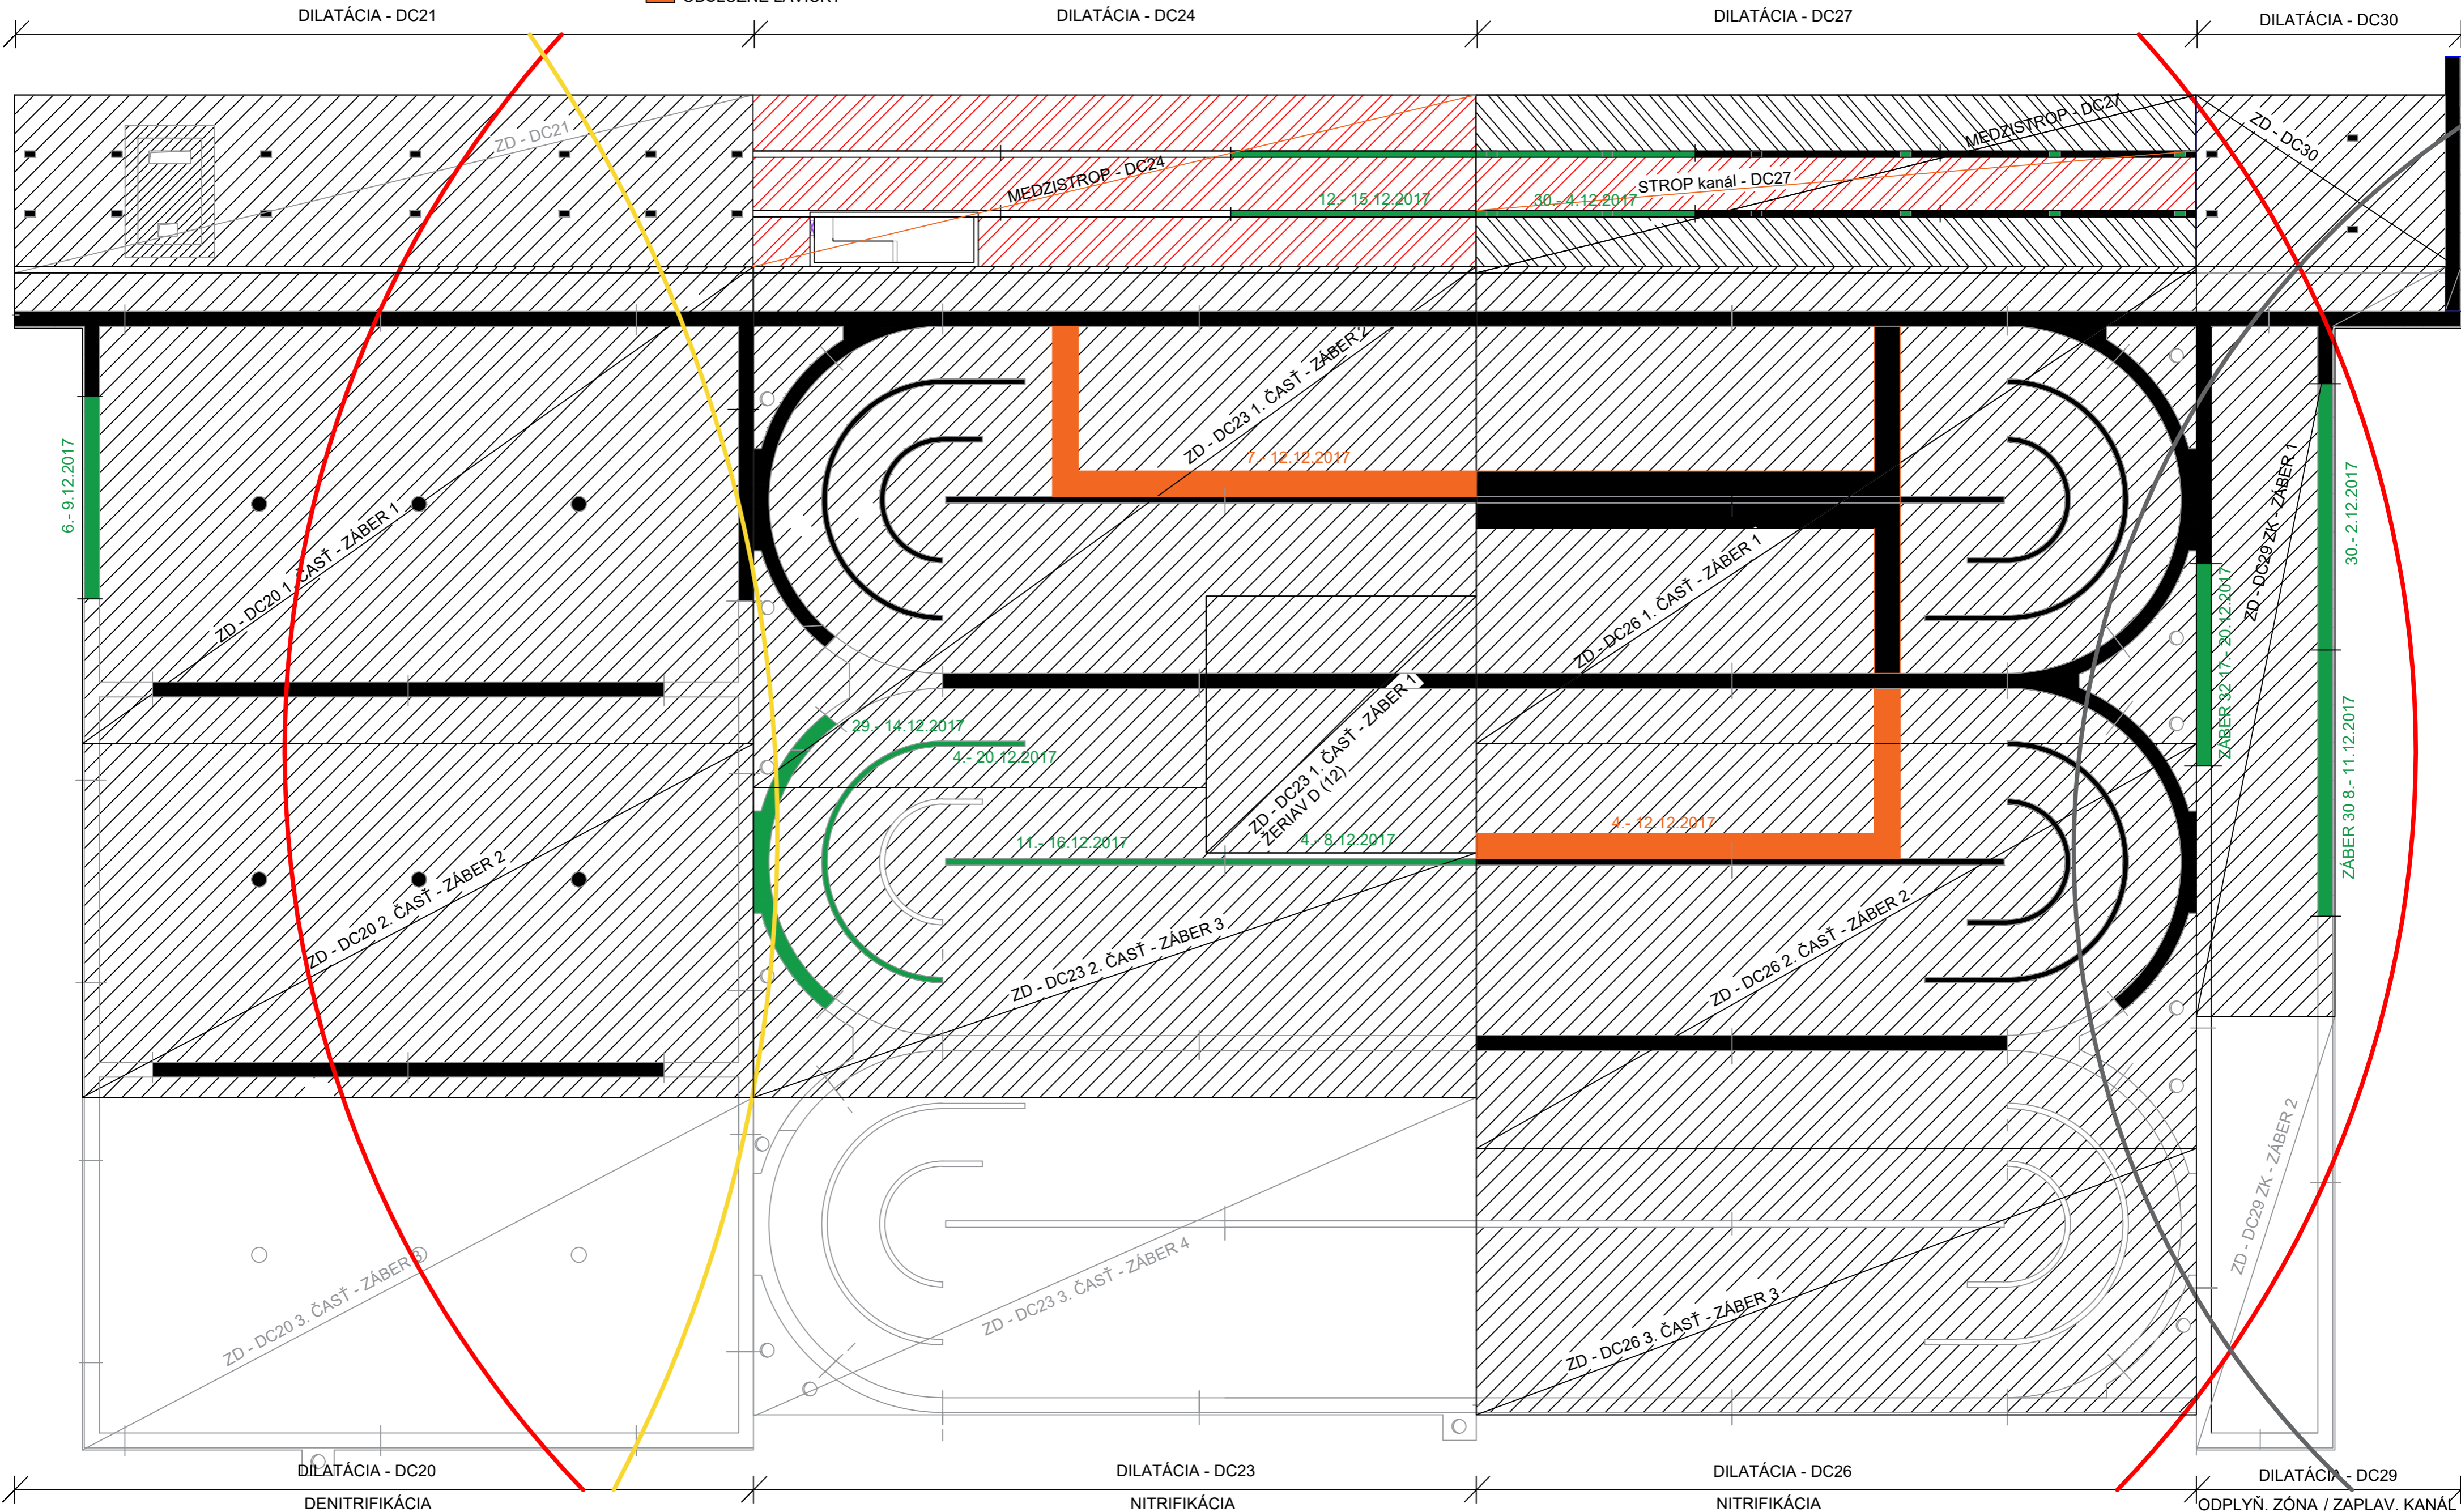 DILATÁCIA - DC21
DILATÁCIA - DC24
DILATÁCIA - DC27
DILATÁCIA - DC30
ZD - DC21
MEDZISTROP - DC24
MEDZISTROP - DC27
ZD - DC30
STROP kanál - DC27
12.- 15.12.2017
30.- 4.12.2017
ZD - DC23 1. ČASŤ - ZÁBER 2
7.- 12.12.2017
6.- 9.12.2017
ZD - DC20 1. ČASŤ - ZÁBER 1
ZD - DC26 1. ČASŤ - ZÁBER 1
ZD - DC29 ZK - ZÁBER 1
30.- 2.12.2017
ZÁBER 32 17.- 20.12.2017
ZD - DC23 1. ČASŤ - ZÁBER 1
ŽERIAV D (12)
29.- 14.12.2017
4.- 20.12.2017
11.- 16.12.2017
4.- 8.12.2017
4.- 12.12.2017
ZÁBER 30 8.- 11.12.2017
ZD - DC20 2. ČASŤ - ZÁBER 2
ZD - DC23 2. ČASŤ - ZÁBER 3
ZD - DC26 2. ČASŤ - ZÁBER 2
ZD - DC29 ZK - ZÁBER 2
ZD - DC20 3. ČASŤ - ZÁBER 3
ZD - DC23 3. ČASŤ - ZÁBER 4
ZD - DC26 3. ČASŤ - ZÁBER 3
DILATÁCIA - DC20
DILATÁCIA - DC23
DILATÁCIA - DC26
DILATÁCIA - DC29
DENITRIFIKÁCIA
NITRIFIKÁCIA
NITRIFIKÁCIA
ODPLYŇ. ZÓNA / ZAPLAV. KANÁL